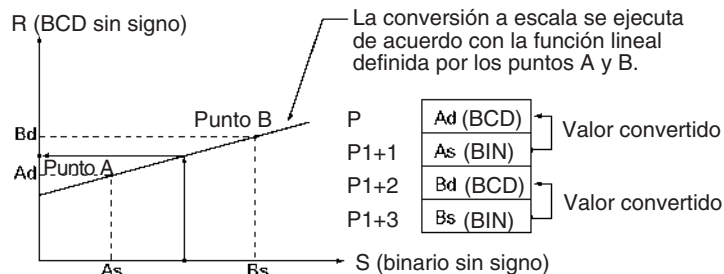 R (BCD sin signo)
La conversión a escala se ejecuta
de acuerdo con la función lineal
definida por los puntos A y B.
Punto B
Bd
Punto A
Ad
P Ad (BCD)
P1+1 As (BIN)
Valor convertido
P1+2 Bd (BCD)
P1+3 Bs (BIN)
Valor convertido
As
Bs
S (binario sin signo)